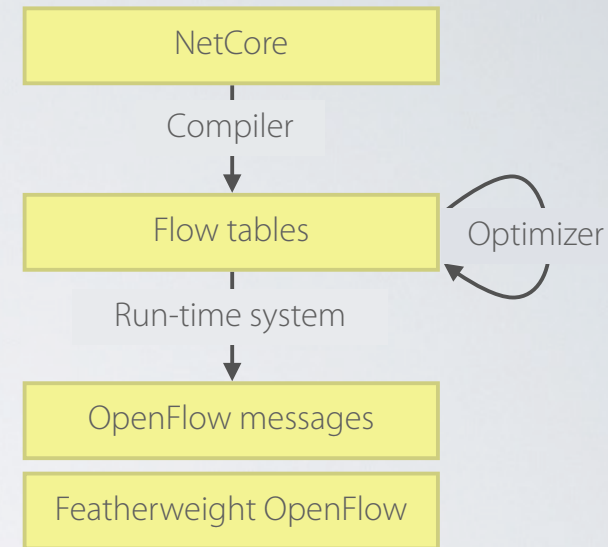 NetCore
Compiler
Flow tables
Optimizer
Run-time system
OpenFlow messages
Featherweight OpenFlow